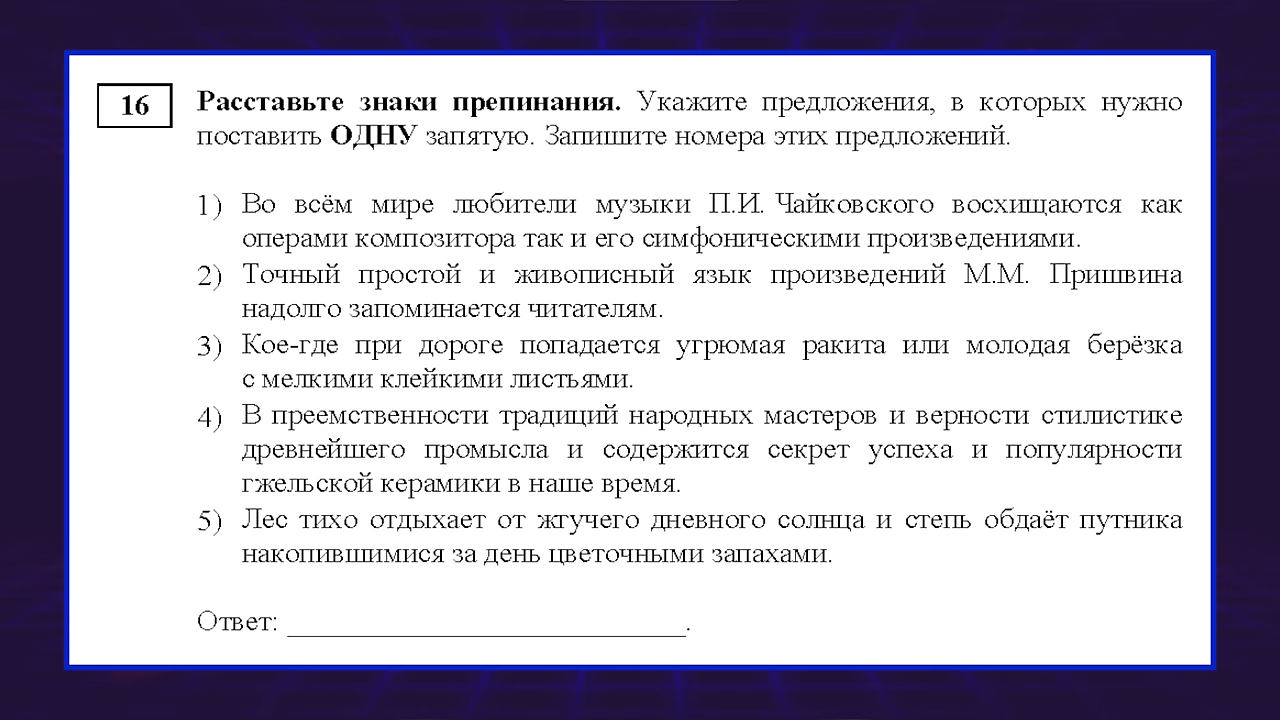 16
Расставьте знаки препинания. Укажите предложения, в которых нужно
поставить ОДНУ запятую. Запишите номера этих предложений.
1) Во всём мире любители музыки П.И. Чайковского восхищаются как
операми композитора так и его симфоническими произведениями.
2) Точный простой и живописный язык произведений М.М. Пришвина
надолго запоминается читателям.
3) Кое-где при дороге попадается угрюмая ракита или молодая берёзка
с мелкими клейкими листьями.
4) В преемственности традиций народных мастеров и верности стилистике
древнейшего промысла и содержится секрет успеха и популярности
гжельской керамики в наше время.
5) Лес тихо отдыхает от жгучего дневного солнца и степь обдаёт путника
накопившимися за день цветочными запахами.
Ответ: ____________________________.